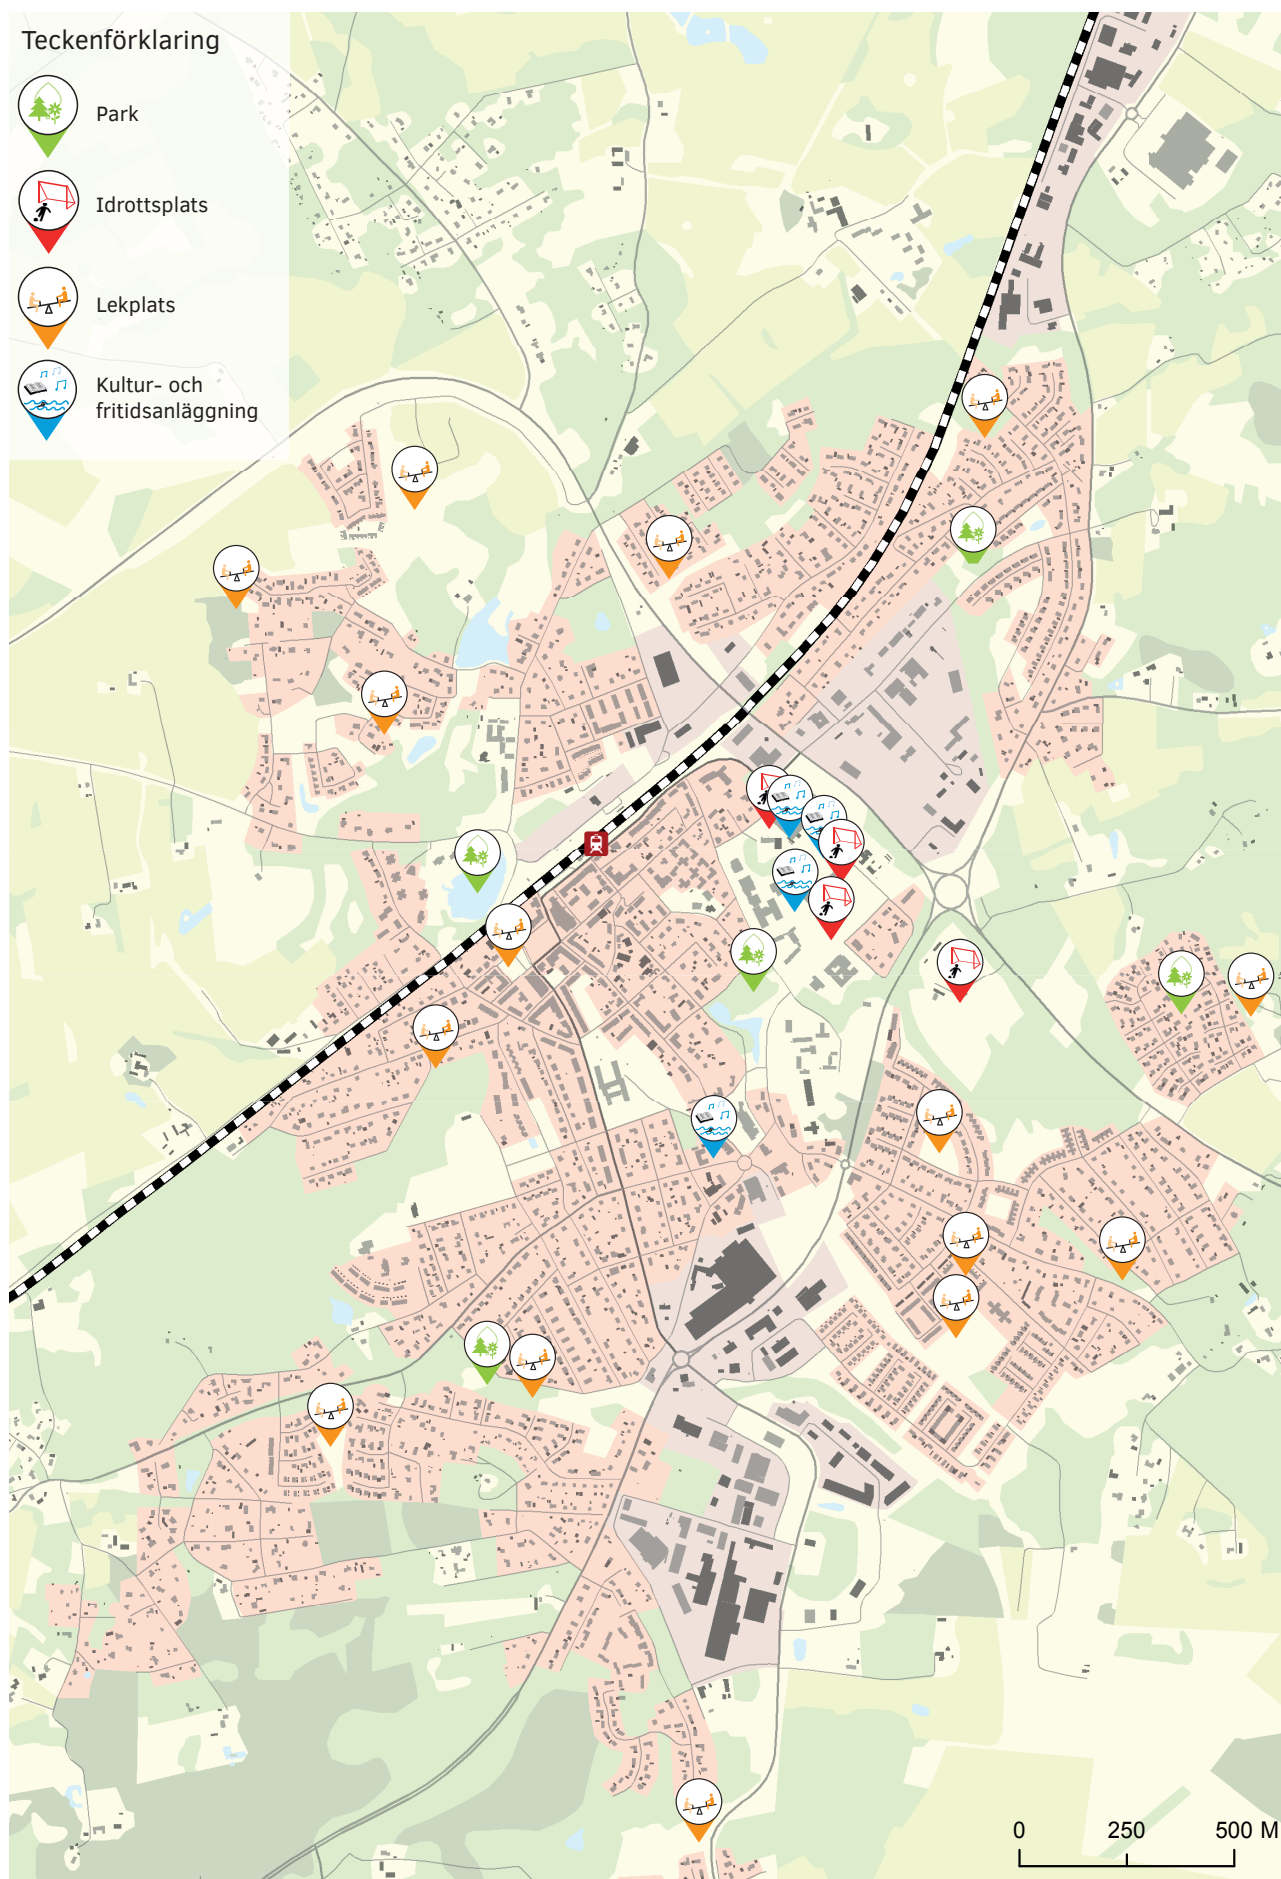 Teckenförklaring
Park
Idrottsplats
Lekplats
Kultur- och
fritidsanläggning
0 250 500 M